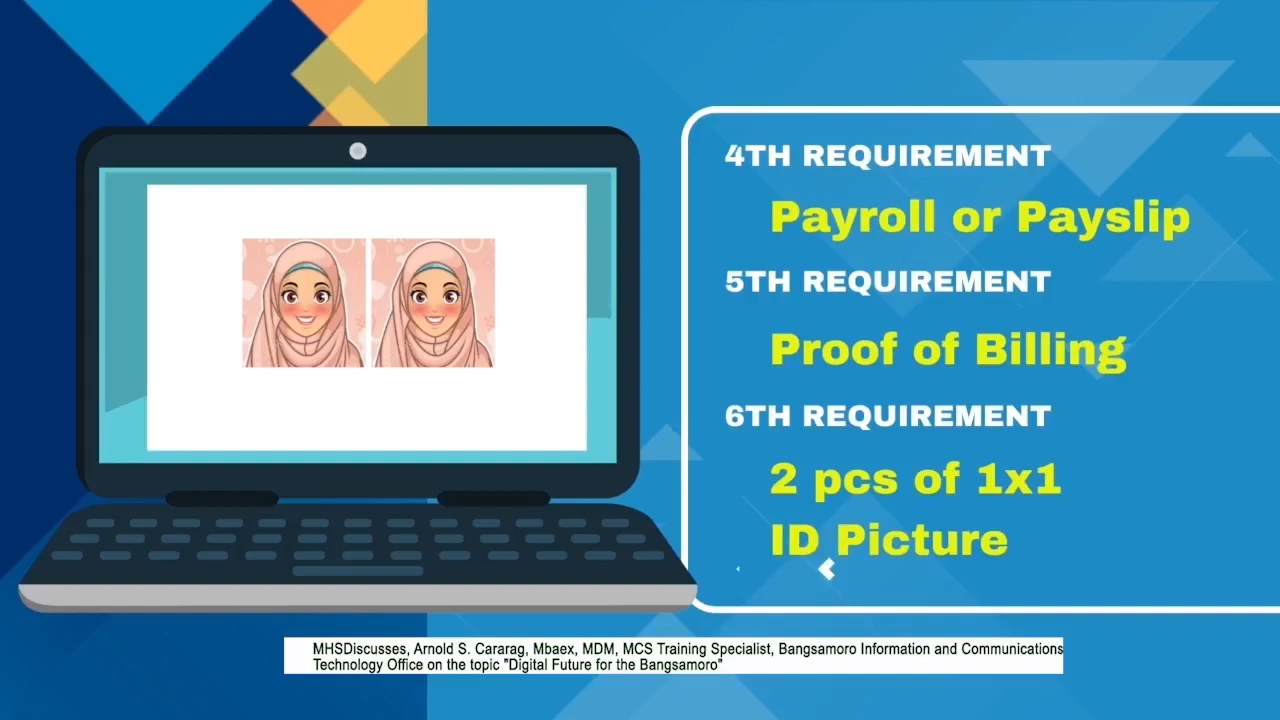 4TH REQUIREMENT
Payroll or Payslip
5TH REQUIREMENT
Proof of Billing
6TH REQUIREMENT
2 pcs of 1x1
ID Picture
MHSDiscusses, Arnold S. Cararag, Mbaex, MDM, MCS Training Specialist, Bangsamoro Information and Communications
Technology Office on the topic "Digital Future for the Bangsamoro"